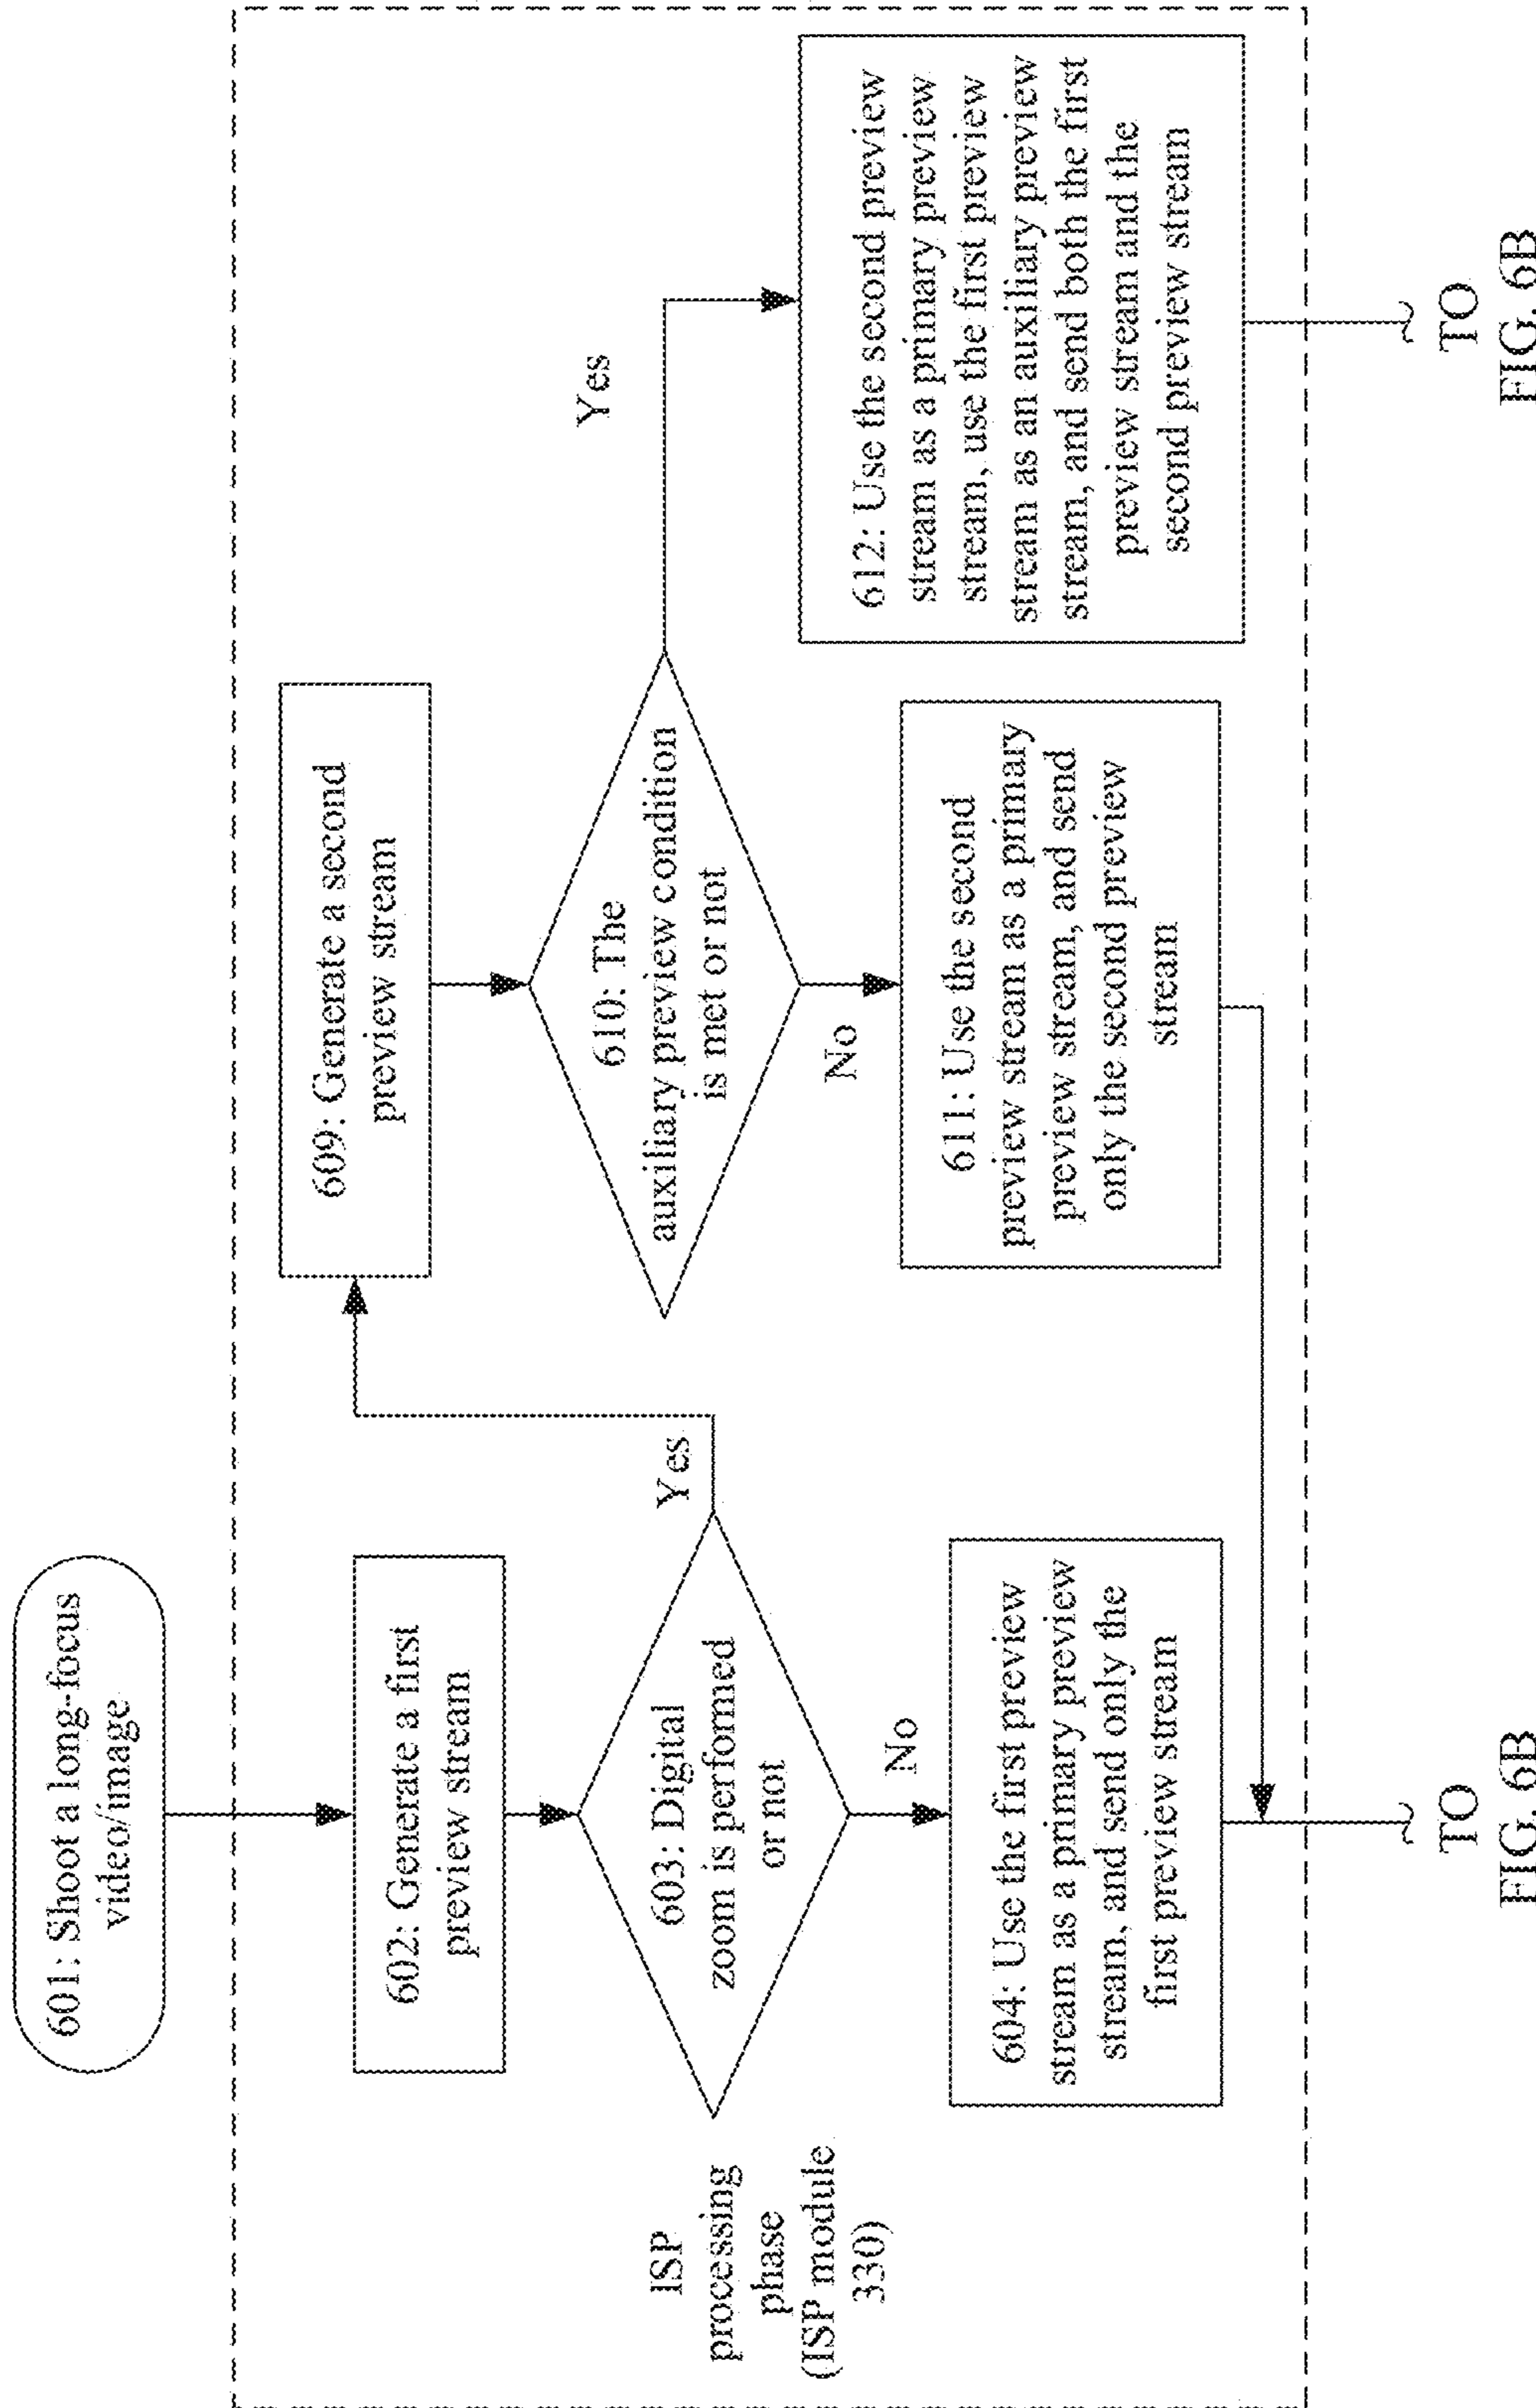 601: Shoot a long-focus
video/image
602: Generate a first
preview stream
603: Digital
zoom is performed
or not
Yes
No
604: Use the first preview
stream as a primary preview
stream, and send only the
first preview stream
ISP
processing
phase
(ISP module
330)
609: Generate a second
preview stream
610: The
auxiliary preview condition
is met or not
Yes
No
611: Use the second
preview stream as a primary
preview stream, and send
only the second preview
stream
612: Use the second preview
stream as a primary preview
stream, use the first preview
stream as an auxiliary preview
stream, and send both the first
preview stream and the
second preview stream
TO
FIG. 6B
TO
FIG. 6B